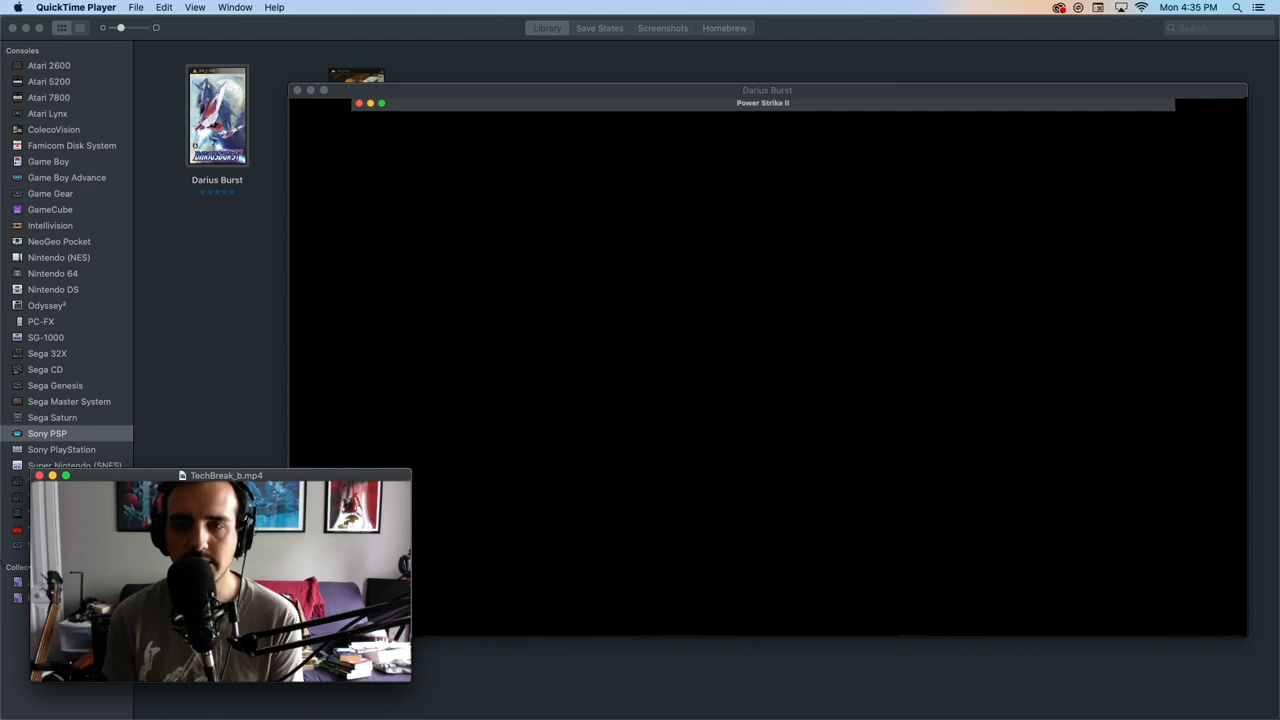 QuickTime Player File Edit View Window Help Mon 4:35 PM
Library Save States Screenshots Homebrew Search
Consoles
Atari 2600
Atari 5200
Atari 7800
Atari Lynx
ColecoVision
Famicom Disk System
Game Boy
Game Boy Advance
Game Gear
GameCube
Intellivision
NeoGeo Pocket
Nintendo (NES)
Nintendo 64
Nintendo DS
Odyssey²
PC-FX
SG-1000
Sega 32X
Sega CD
Sega Genesis
Sega Master System
Sega Saturn
Sony PSP
Sony PlayStation
Super Nintendo (SNES)
Collec
DARIUSBURST
Darius Burst
Darius Burst
Power Strike II
TechBreak_b.mp4